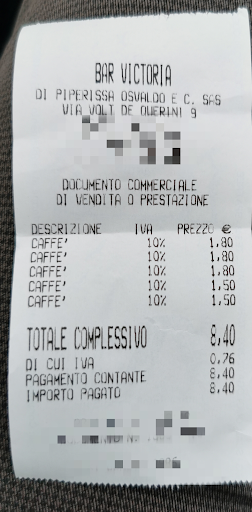 BAR VICTORIA
DI PIPERISSA OSVALDO E C. SAS
VIA VOLT DE QUERINI 9
DOCUMENTO COMMERCIALE
DI VENDITA O PRESTAZIONE
DESCRIZIONE IVA PREZZO €
CAFFE' 10% 1,80
CAFFE' 10% 1,80
CAFFE' 10% 1,80
CAFFE' 10% 1,50
CAFFE' 10% 1,50
TOTALE COMPLESSIVO 8,40
DI CUI IVA 0,76
PAGAMENTO CONTANTE 8,40
IMPORTO PAGATO 8,40